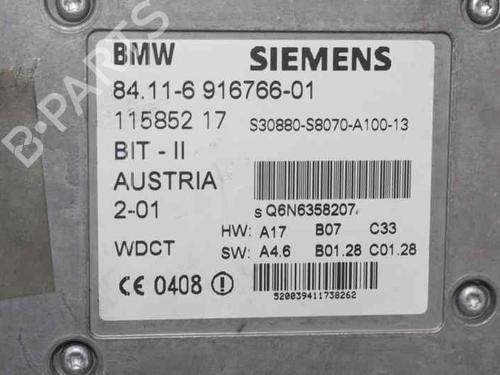 BMW SIEMENS
84.11-6 916766-01
115852 17 S30880-S8070-A100-13
BIT - II
AUSTRIA
s Q6N6358207
2-01
HW: A17 B07 C33
WDCT SW: A4.6 B01.28 C01.28
CE 0408
520039411738262